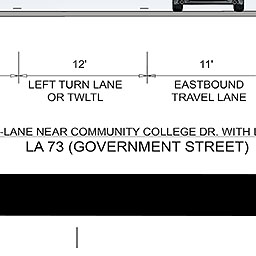 12' 11'
LEFT TURN LANE EASTBOUND
OR TWLTL TRAVEL LANE
-LANE NEAR COMMUNITY COLLEGE DR. WITH
LA 73 (GOVERNMENT STREET)